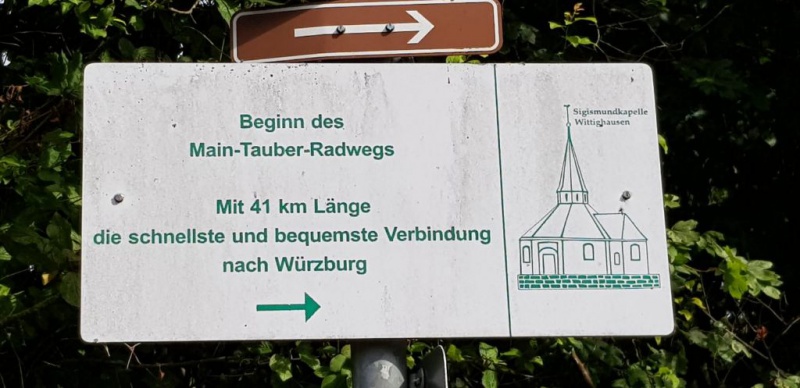 Beginn des
Main-Tauber-Radwegs
Mit 41 km Länge
die schnellste und bequemste Verbindung
nach Würzburg
Sigismundkapelle
Wittighausen